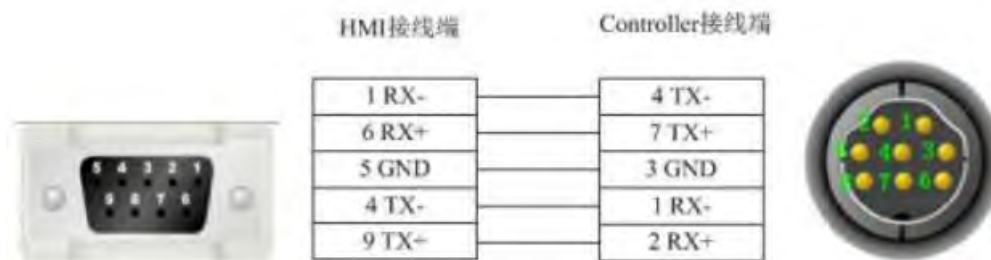 HMI接线端
Controller接线端
1 RX-
4 TX-
6 RX+
7 TX+
5 GND
3 GND
4 TX-
1 RX-
9 TX+
2 RX+
5 4 3 2 1
9 8 7 6
2 1
5 4 3
8 7 6